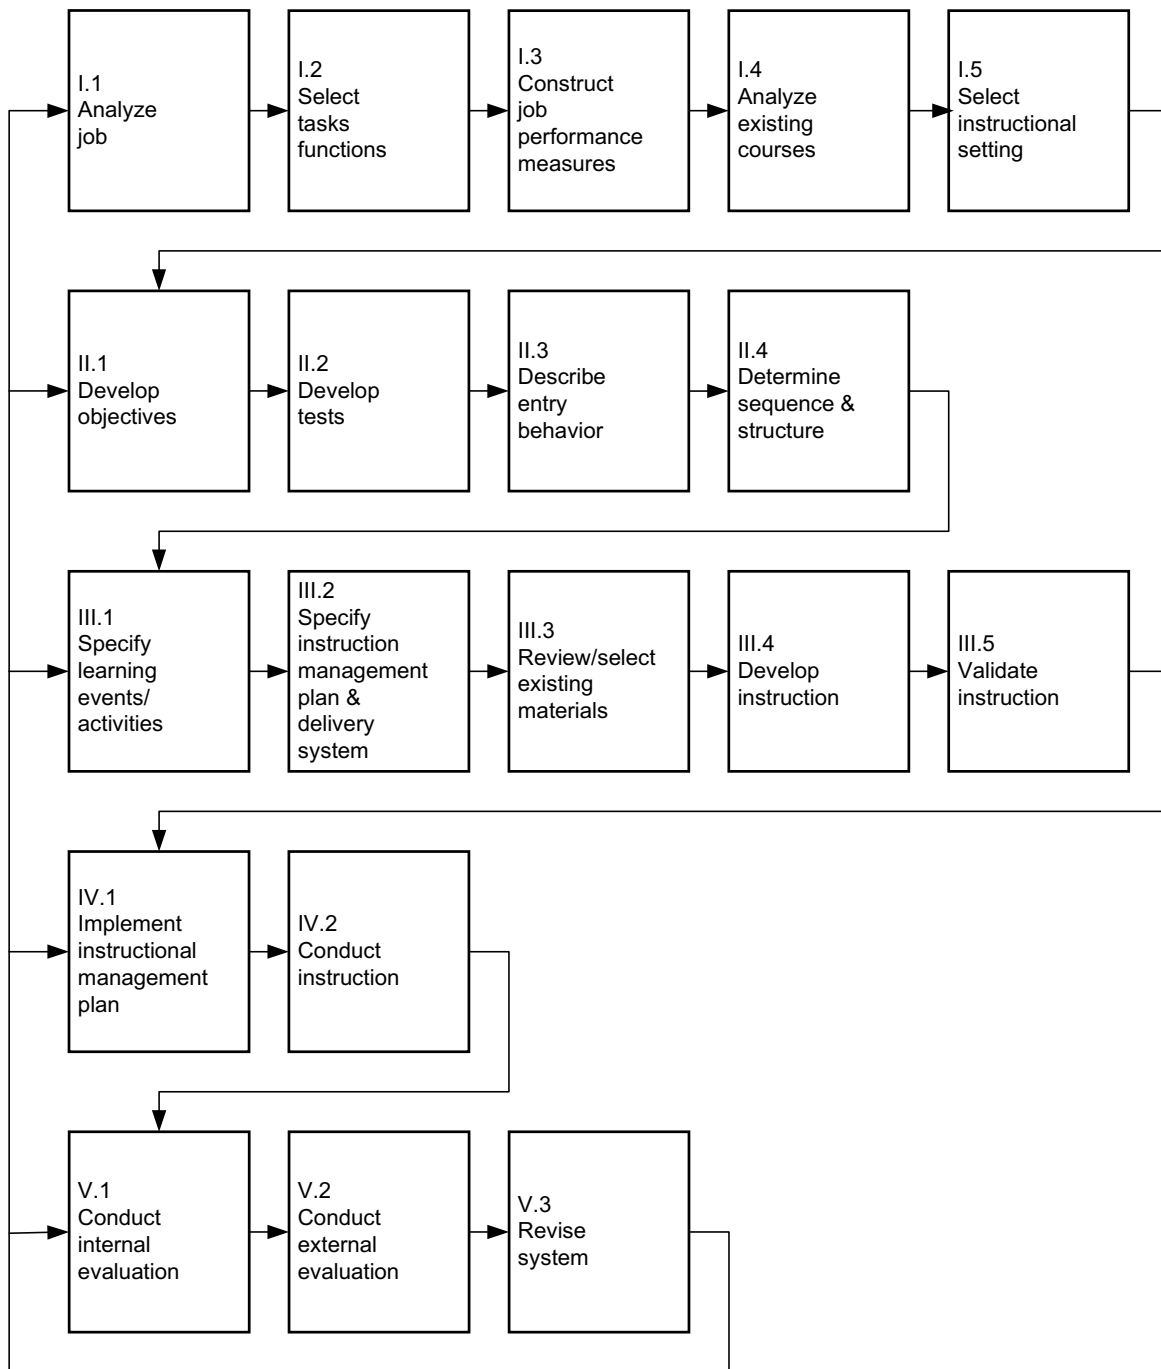 I.1
Analyze
job
I.2
Select
tasks
functions
I.3
Construct
job
performance
measures
I.4
Analyze
existing
courses
I.5
Select
instructional
setting
II.1
Develop
objectives
II.2
Develop
tests
II.3
Describe
entry
behavior
II.4
Determine
sequence &
structure
III.1
Specify
learning
events/
activities
III.2
Specify
instruction
management
plan &
delivery
system
III.3
Review/select
existing
materials
III.4
Develop
instruction
III.5
Validate
instruction
IV.1
Implement
instructional
management
plan
IV.2
Conduct
instruction
V.1
Conduct
internal
evaluation
V.2
Conduct
external
evaluation
V.3
Revise
system